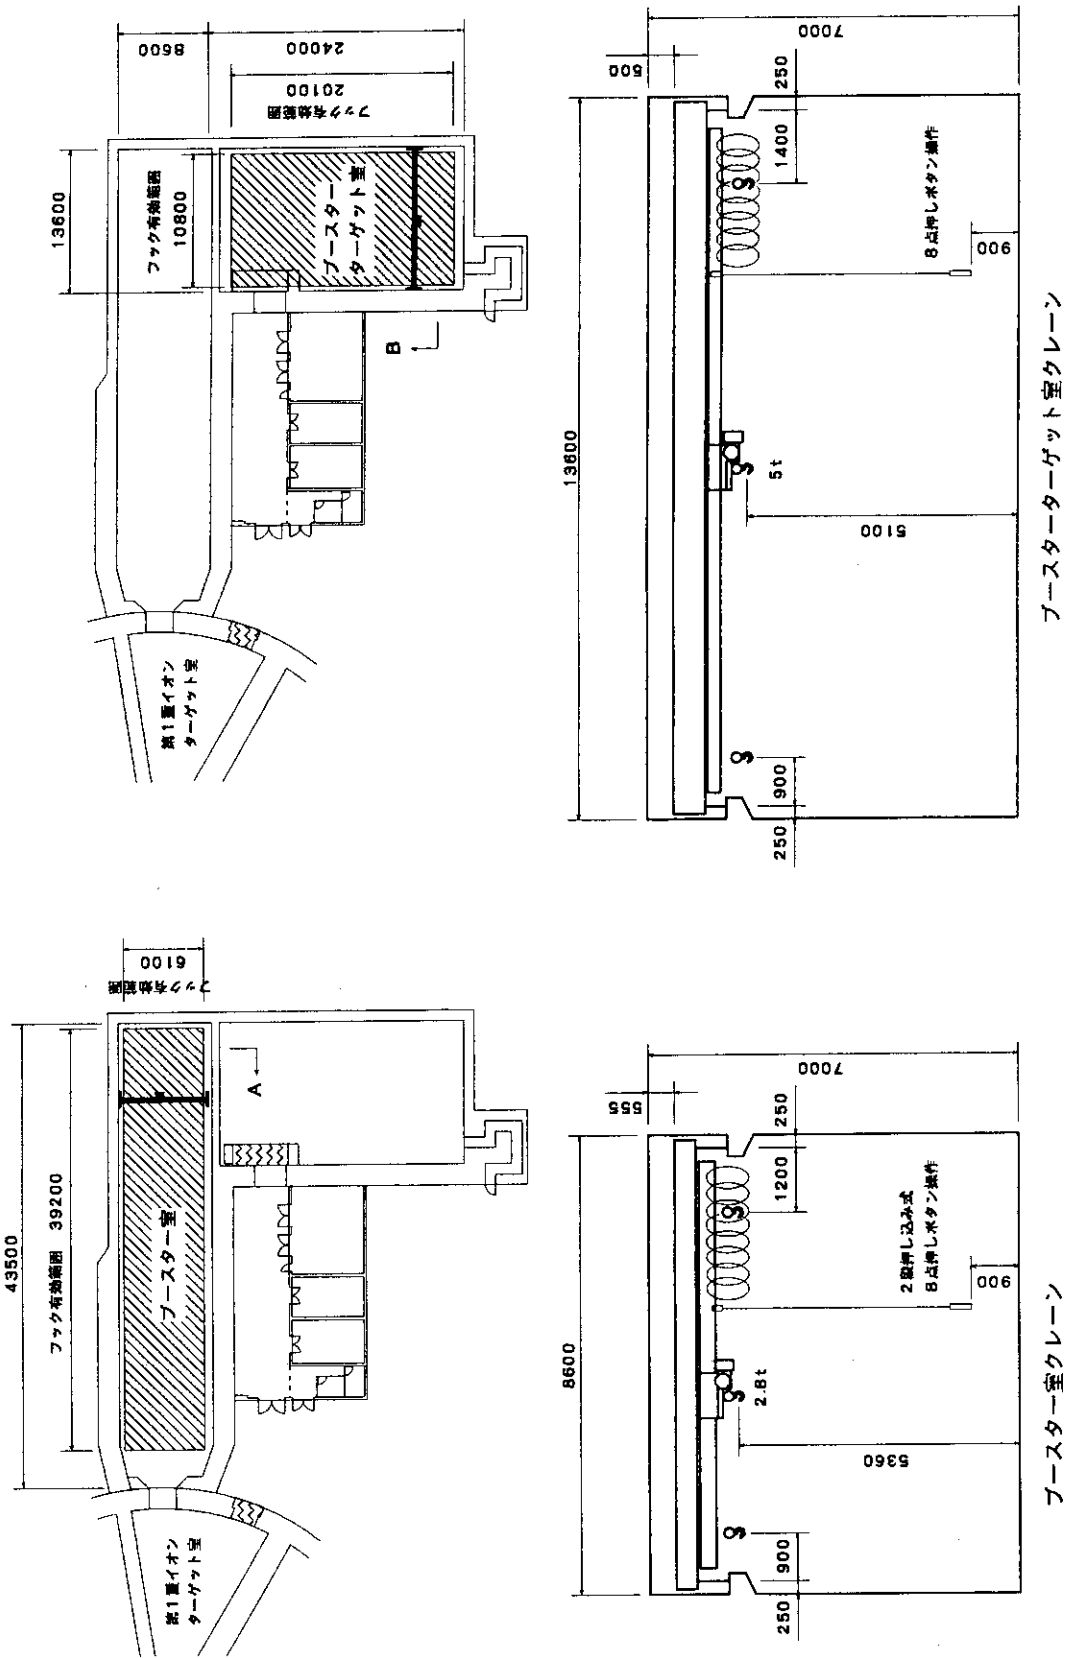 43500
フック有効範囲 39200
6100
フック有効範囲
ブースター室
第1重イオン
ターゲット室
A
13600
フック有効範囲
10800
8600
24000
20100
フック有効範囲
ブースター
ターゲット室
第1重イオン
ターゲット室
B
8600
555
7000
250
1200
2段押し込み式
8点押しボタン操作
900
2.8t
5360
900
250
ブースター室クレーン
13600
500
7000
250
1400
8点押しボタン操作
900
5t
5100
900
250
ブースターターゲット室クレーン